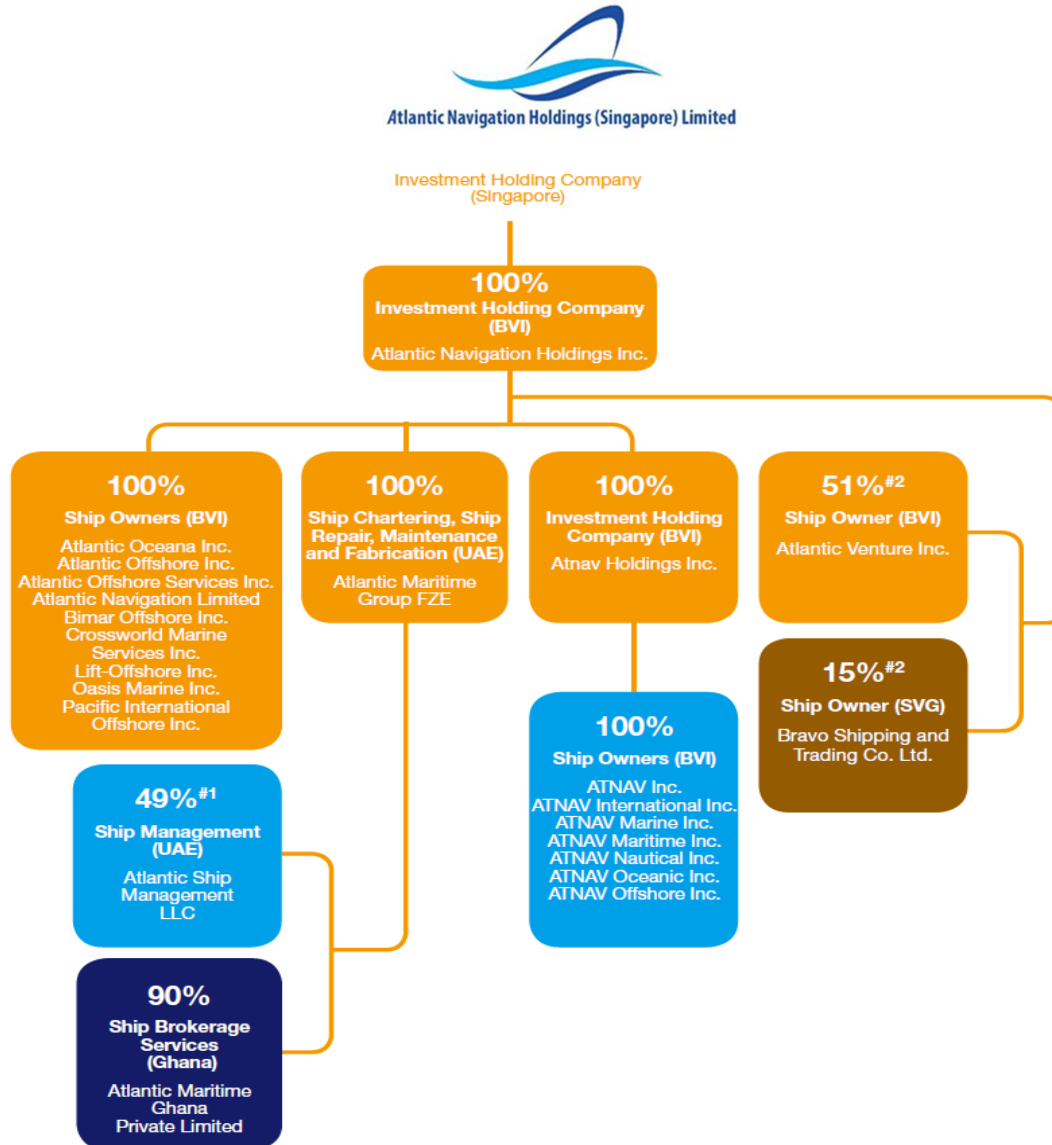 Atlantic Navigation Holdings (Singapore) Limited
Investment Holding Company
(Singapore)
100%
Investment Holding Company
(BVI)
Atlantic Navigation Holdings Inc.
100%
Ship Owners (BVI)
Atlantic Oceana Inc.
Atlantic Offshore Inc.
Atlantic Offshore Services Inc.
Atlantic Navigation Limited
Bimar Offshore Inc.
Crossworld Marine
Services Inc.
Lift-Offshore Inc.
Oasis Marine Inc.
Pacific International
Offshore Inc.
100%
Ship Chartering, Ship
Repair, Maintenance
and Fabrication (UAE)
Atlantic Maritime
Group FZE
100%
Investment Holding
Company (BVI)
Atnav Holdings Inc.
51%#2
Ship Owner (BVI)
Atlantic Venture Inc.
15%#2
Ship Owner (SVG)
Bravo Shipping and
Trading Co. Ltd.
100%
Ship Owners (BVI)
ATNAV Inc.
ATNAV International Inc.
ATNAV Marine Inc.
ATNAV Maritime Inc.
ATNAV Nautical Inc.
ATNAV Oceanic Inc.
ATNAV Offshore Inc.
49%#1
Ship Management
(UAE)
Atlantic Ship
Management
LLC
90%
Ship Brokerage
Services
(Ghana)
Atlantic Maritime
Ghana
Private Limited